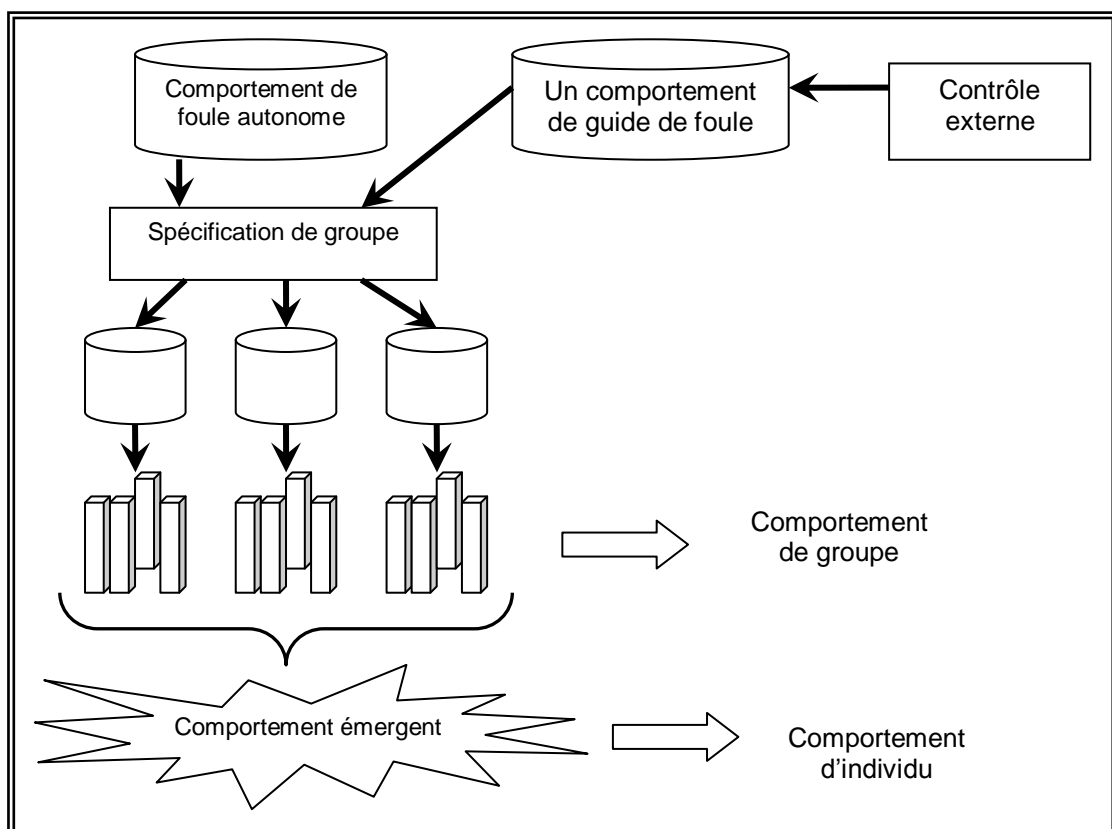 Comportement de
foule autonome
Un comportement
de guide de foule
Contrôle
externe
Spécification de groupe
Comportement
de groupe
Comportement émergent
Comportement
d'individu